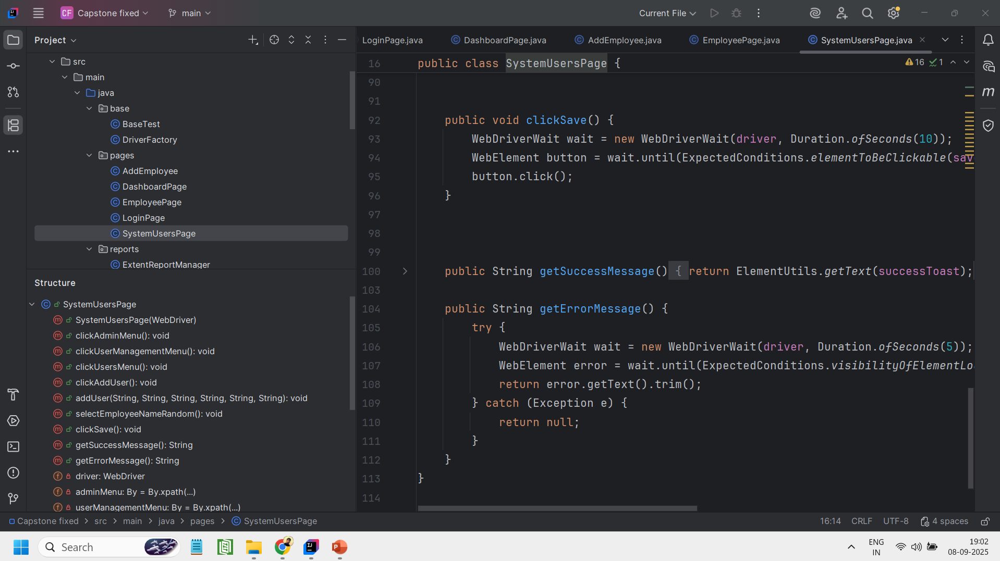 CF Capstone fixed
main
Current File
Project
LoginPage.java
DashboardPage.java
AddEmployee.java
EmployeePage.java
SystemUsersPage.java
src
main
java
base
BaseTest
DriverFactory
pages
AddEmployee
DashboardPage
EmployeePage
LoginPage
SystemUsersPage
reports
ExtentReportManager
Structure
SystemUsersPage
SystemUsersPage(WebDriver)
clickAdminMenu(): void
clickUserManagementMenu(): void
clickUsersMenu(): void
clickAddUser(): void
addUser(String, String, String, String, String, String): void
selectEmployeeNameRandom(): void
clickSave(): void
getSuccessMessage(): String
getErrorMessage(): String
driver: WebDriver
adminMenu: By = By.xpath(...)
userManagementMenu: By = By.xpath(...)
16 public class SystemUsersPage {
16 1
90
91
92 public void clickSave() {
93 WebDriverWait wait = new WebDriverWait(driver, Duration.ofSeconds(10));
94 WebElement button = wait.until(ExpectedConditions.elementToBeClickable(sav
95 button.click();
96 }
97
98
99
100 public String getSuccessMessage() { return ElementUtils.getText(successToast);
103
104 public String getErrorMessage() {
105 try {
106 WebDriverWait wait = new WebDriverWait(driver, Duration.ofSeconds(5));
107 WebElement error = wait.until(ExpectedConditions.visibilityOfElementLo
108 return error.getText().trim();
109 } catch (Exception e) {
110 return null;
111 }
112 }
113 }
114
Capstone fixed > src > main > java > pages > SystemUsersPage
16:14 CRLF UTF-8 4 spaces
Search
ENG
IN
19:02
08-09-2025